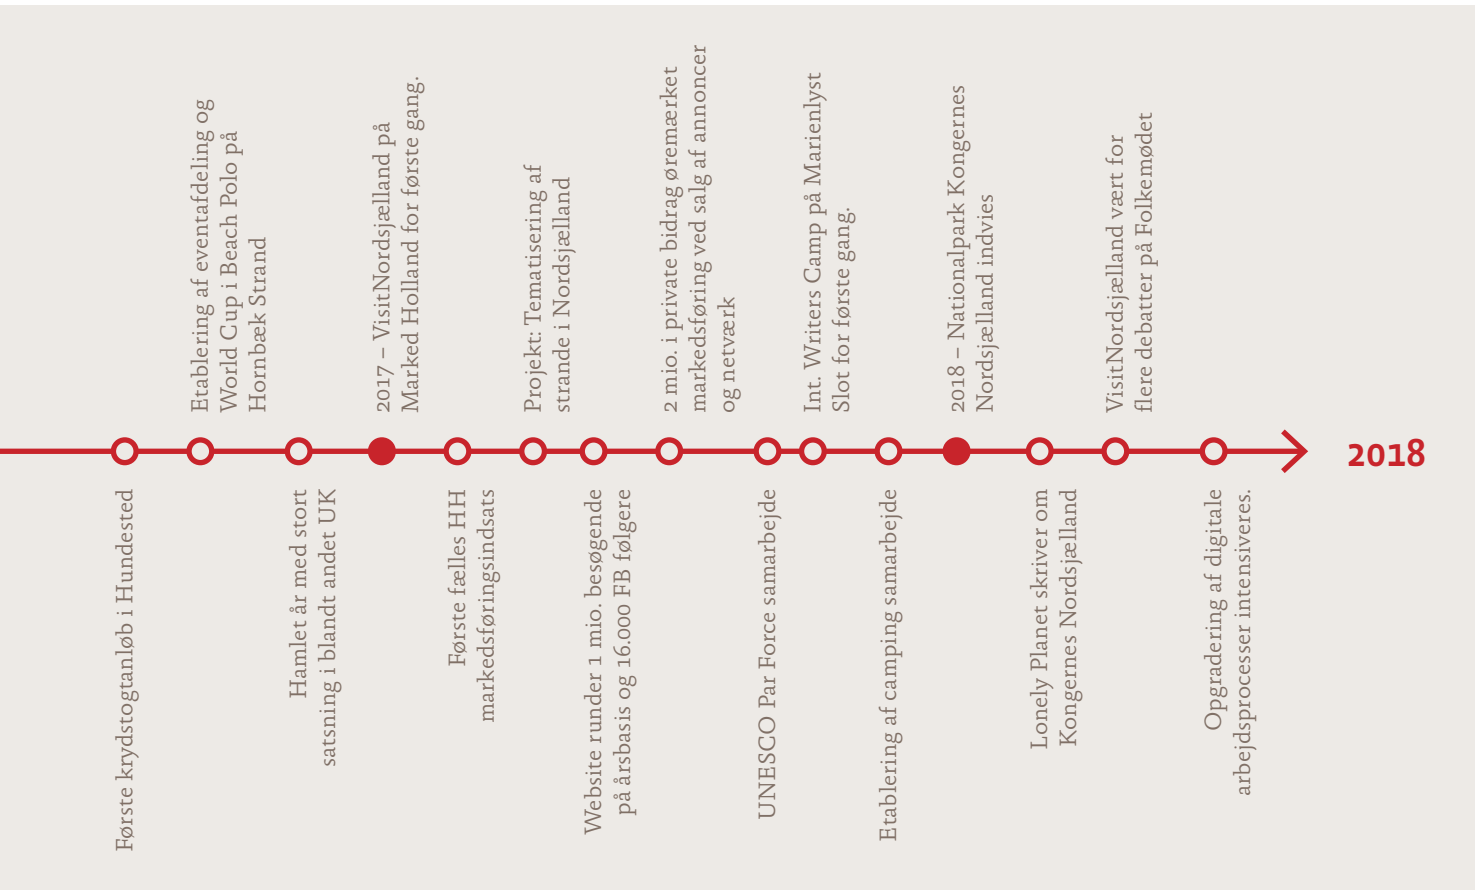 Første krydstogtanløb i Hundested
Etablering af eventafdeling og
World Cup i Beach Polo på
Hornbæk Strand
Hamlet år med stort
satsning i blandt andet UK
2017 – VisitNordsjælland på
Marked Holland for første gang.
Første fælles HH
markedsføringsindsats
Projekt: Tematisering af
strande i Nordsjælland
Website runder 1 mio. besøgende
på årsbasis og 16.000 FB følgere
2 mio. i private bidrag øremærket
markedsføring ved salg af annoncer
og netværk
UNESCO Par Force samarbejde
Int. Writers Camp på Marienlyst
Slot for første gang.
Etablering af camping samarbejde
2018 – Nationalpark Kongernes
Nordsjælland indvies
Lonely Planet skriver om
Kongernes Nordsjælland
VisitNordsjælland vært for
flere debatter på Folkemødet
Opgradering af digitale
arbejdsprocesser intensiveres.
2018